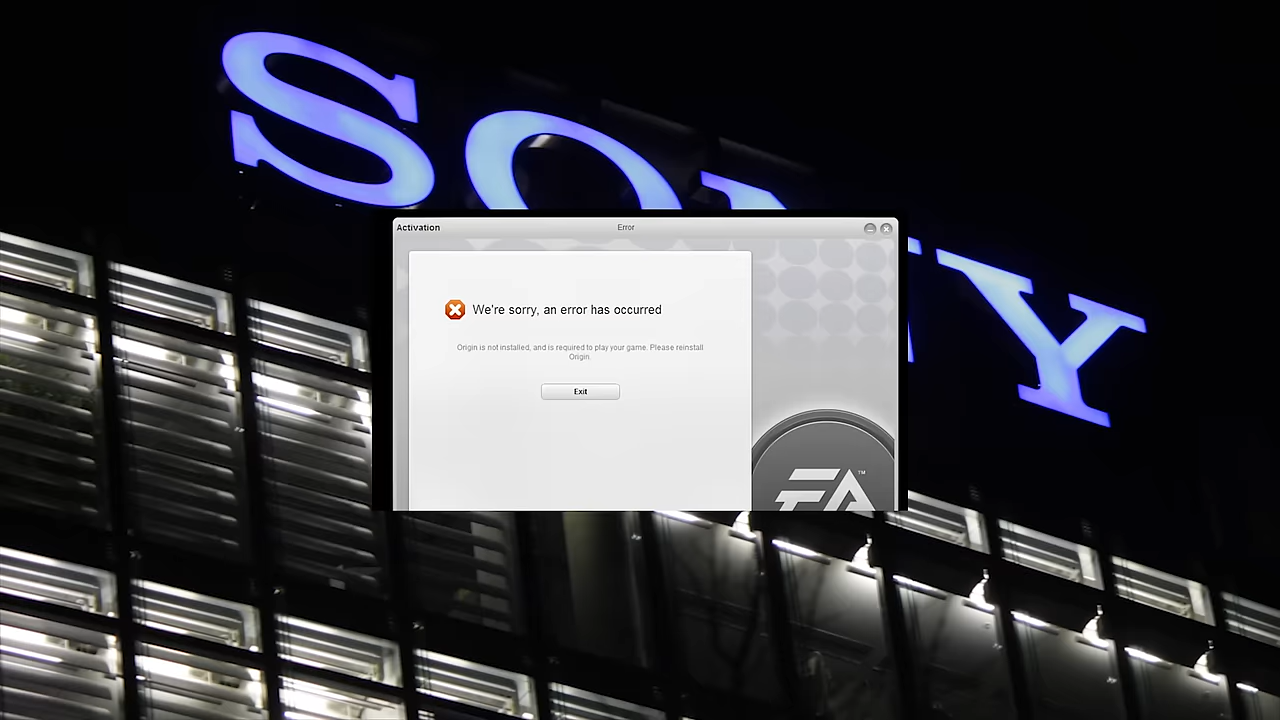 SONY
Activation
Error
We're sorry, an error has occurred
Origin is not installed, and is required to play your game. Please reinstall
Origin.
Exit
EA™